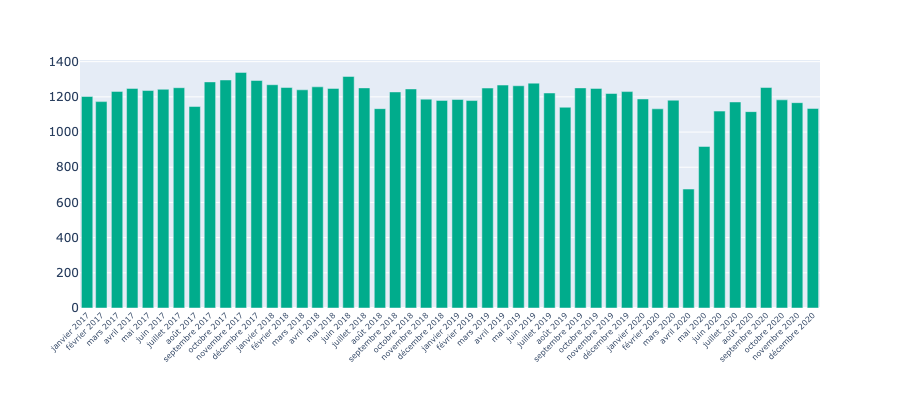 1400
1200
1000
800
600
400
200
0
janvier 2017
février 2017
mars 2017
avril 2017
mai 2017
juin 2017
juillet 2017
août 2017
septembre 2017
octobre 2017
novembre 2017
décembre 2017
janvier 2018
février 2018
mars 2018
avril 2018
mai 2018
juin 2018
juillet 2018
août 2018
septembre 2018
octobre 2018
novembre 2018
décembre 2018
janvier 2019
février 2019
mars 2019
avril 2019
mai 2019
juin 2019
juillet 2019
août 2019
septembre 2019
octobre 2019
novembre 2019
décembre 2019
janvier 2020
février 2020
mars 2020
avril 2020
mai 2020
juin 2020
juillet 2020
août 2020
septembre 2020
octobre 2020
novembre 2020
décembre 2020